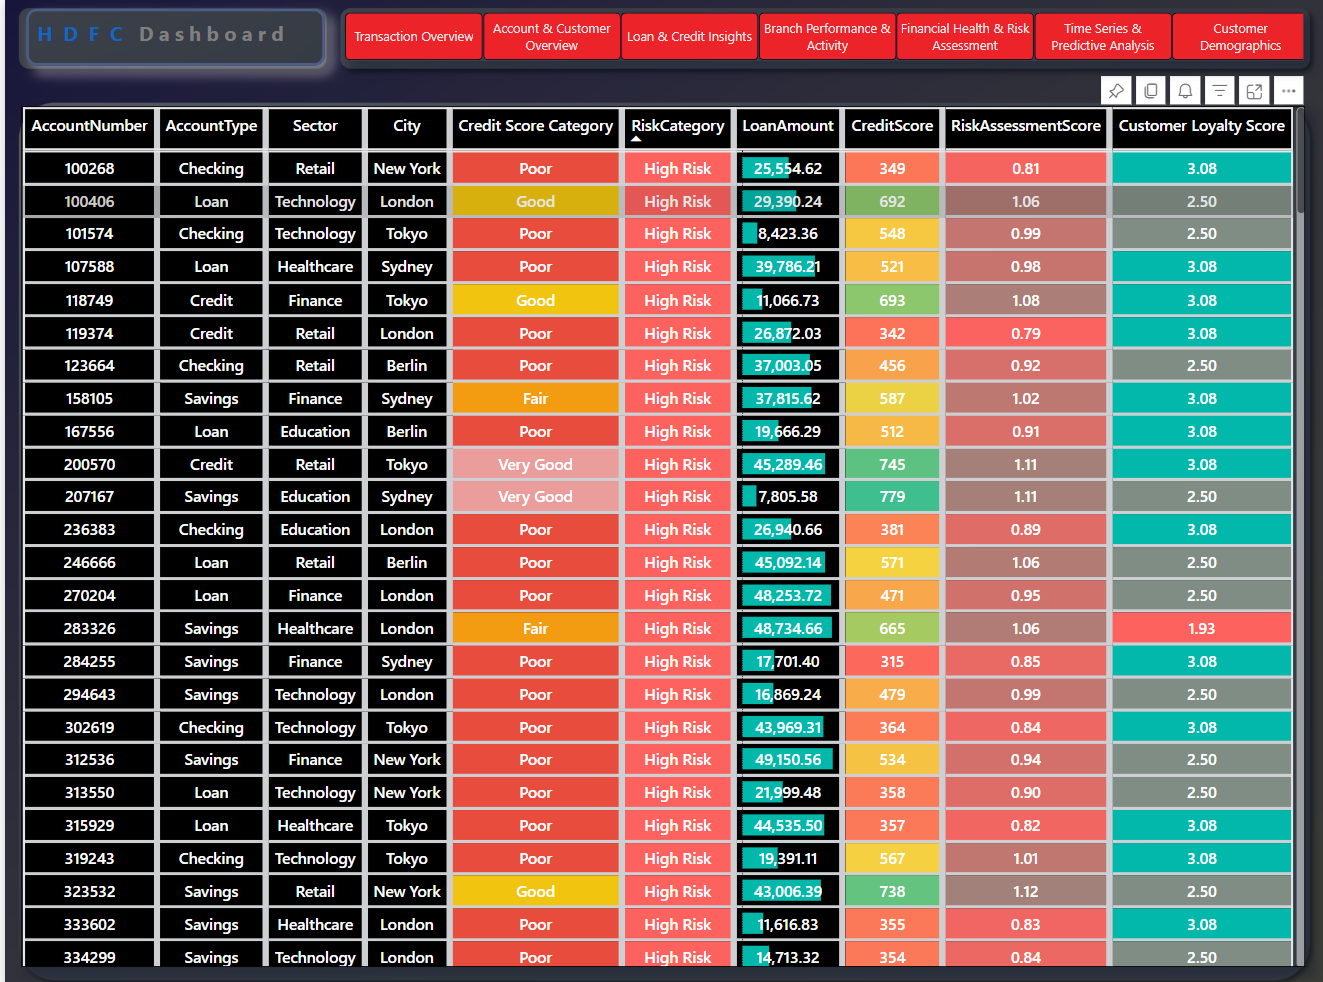 HDFC Dashboard
Transaction Overview
Account & Customer
Overview
Loan & Credit Insights
Branch Performance &
Activity
Financial Health & Risk
Assessment
Time Series &
Predictive Analysis
Customer
Demographics
AccountNumber AccountType Sector City Credit Score Category RiskCategory LoanAmount CreditScore RiskAssessmentScore Customer Loyalty Score
100268 Checking Retail New York Poor High Risk 25,554.62 349 0.81 3.08
100406 Loan Technology London Good High Risk 29,390.24 692 1.06 2.50
101574 Checking Technology Tokyo Poor High Risk 8,423.36 548 0.99 2.50
107588 Loan Healthcare Sydney Poor High Risk 39,786.21 521 0.98 3.08
118749 Credit Finance Tokyo Good High Risk 11,066.73 693 1.08 3.08
119374 Credit Retail London Poor High Risk 26,872.03 342 0.79 3.08
123664 Checking Retail Berlin Poor High Risk 37,003.05 456 0.92 2.50
158105 Savings Finance Sydney Fair High Risk 37,815.62 587 1.02 3.08
167556 Loan Education Berlin Poor High Risk 19,666.29 512 0.91 3.08
200570 Credit Retail Tokyo Very Good High Risk 45,289.46 745 1.11 3.08
207167 Savings Education Sydney Very Good High Risk 7,805.58 779 1.11 2.50
236383 Checking Education London Poor High Risk 26,940.66 381 0.89 3.08
246666 Loan Retail Berlin Poor High Risk 45,092.14 571 1.06 2.50
270204 Loan Finance London Poor High Risk 48,253.72 471 0.95 2.50
283326 Savings Healthcare London Fair High Risk 48,734.66 665 1.06 1.93
284255 Savings Finance Sydney Poor High Risk 17,701.40 315 0.85 3.08
294643 Savings Technology London Poor High Risk 16,869.24 479 0.99 2.50
302619 Checking Technology Tokyo Poor High Risk 43,969.31 364 0.84 3.08
312536 Savings Finance New York Poor High Risk 49,150.56 534 0.94 2.50
313550 Loan Technology New York Poor High Risk 21,999.48 358 0.90 2.50
315929 Loan Healthcare Tokyo Poor High Risk 44,535.50 357 0.82 3.08
319243 Checking Technology Tokyo Poor High Risk 19,391.11 567 1.01 3.08
323532 Savings Retail New York Good High Risk 43,006.39 738 1.12 2.50
333602 Savings Healthcare London Poor High Risk 11,616.83 355 0.83 3.08
334299 Savings Technology London Poor High Risk 14,713.32 354 0.84 2.50